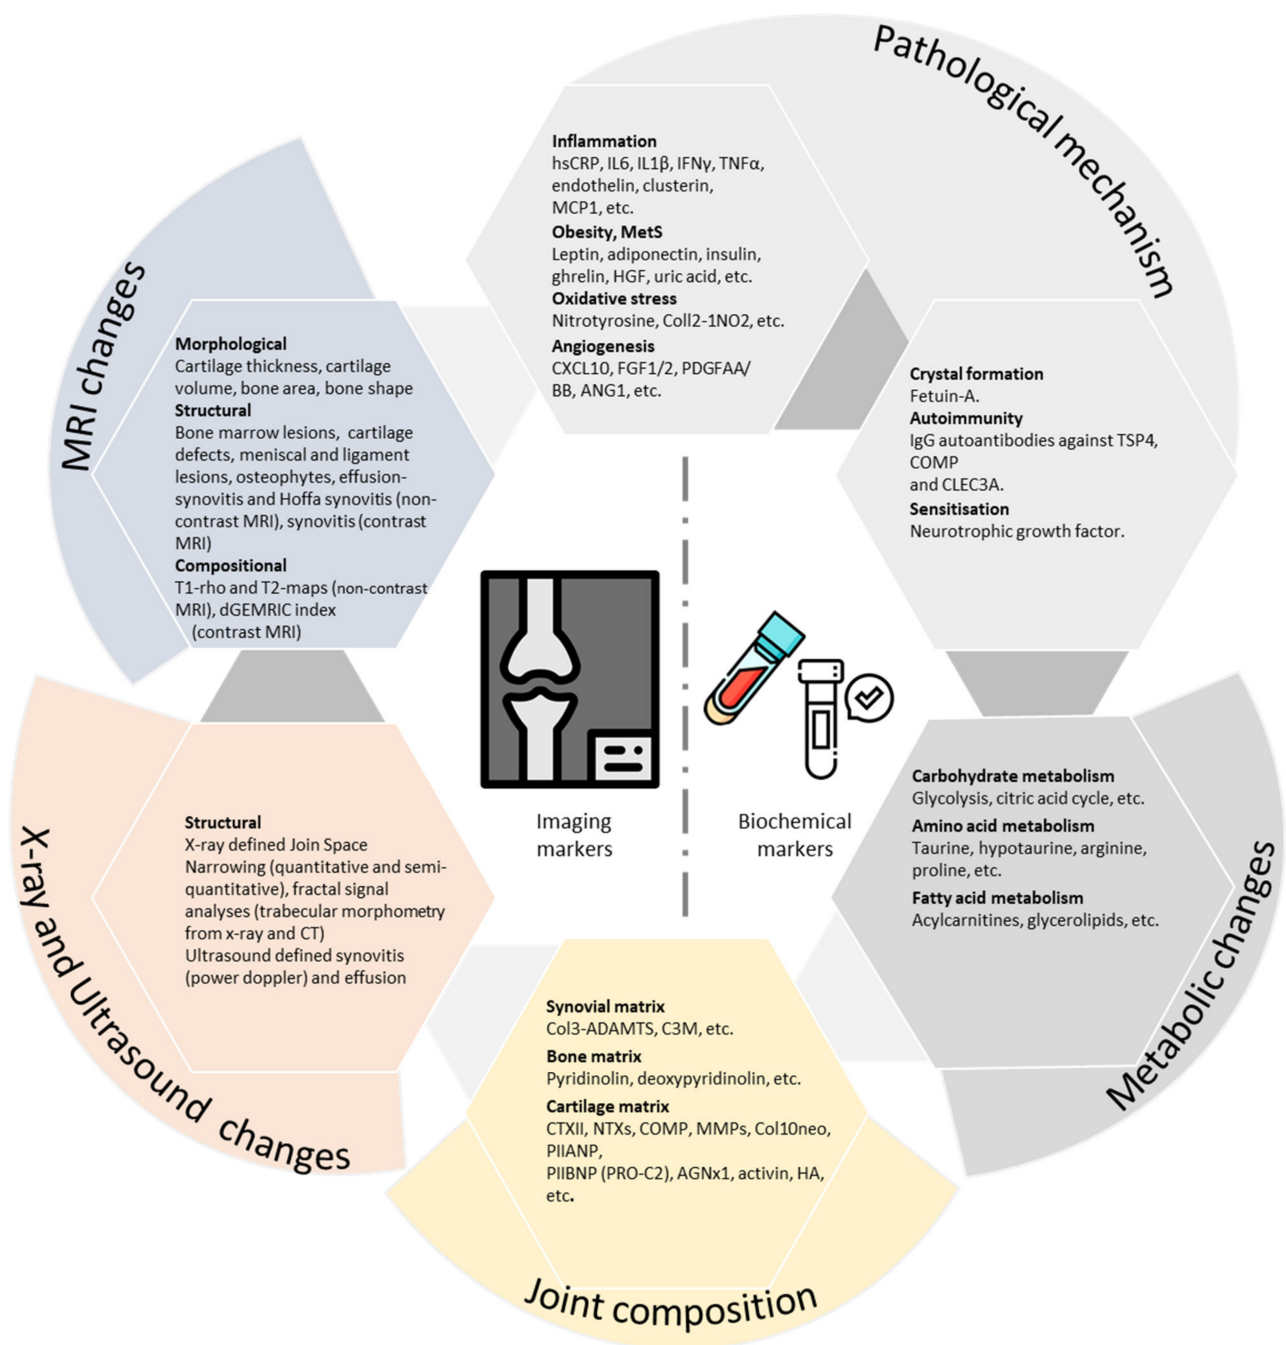 Pathological mechanism
Inflammation
hsCRP, IL6, IL1β, IFNγ, TNFα,
endothelin, clusterin,
MCP1, etc.
Obesity, MetS
Leptin, adiponectin, insulin,
ghrelin, HGF, uric acid, etc.
Oxidative stress
Nitrotyrosine, Coll2-1NO2, etc.
Angiogenesis
CXCL10, FGF1/2, PDGFAA/
BB, ANG1, etc.
MRI changes
Morphological
Cartilage thickness, cartilage
volume, bone area, bone shape
Structural
Bone marrow lesions, cartilage
defects, meniscal and ligament
lesions, osteophytes, effusion-
synovitis and Hoffa synovitis (non-
contrast MRI), synovitis (contrast
MRI)
Compositional
T1-rho and T2-maps (non-contrast
MRI), dGEMRIC index
(contrast MRI)
Crystal formation
Fetuin-A.
Autoimmunity
IgG autoantibodies against TSP4,
COMP
and CLEC3A.
Sensitisation
Neurotrophic growth factor.
Imaging
markers
Biochemical
markers
X-ray and Ultrasound changes
Structural
X-ray defined Join Space
Narrowing (quantitative and semi-
quantitative), fractal signal
analyses (trabecular morphometry
from x-ray and CT)
Ultrasound defined synovitis
(power doppler) and effusion
Carbohydrate metabolism
Glycolysis, citric acid cycle, etc.
Amino acid metabolism
Taurine, hypotaurine, arginine,
proline, etc.
Fatty acid metabolism
Acylcarnitines, glycerolipids, etc.
Metabolic changes
Synovial matrix
Col3-ADAMTS, C3M, etc.
Bone matrix
Pyridinolin, deoxypyridinolin, etc.
Cartilage matrix
CTXII, NTXs, COMP, MMPs, Col10neo,
PIIANP,
PIIBNP (PRO-C2), AGNx1, activin, HA,
etc.
Joint composition